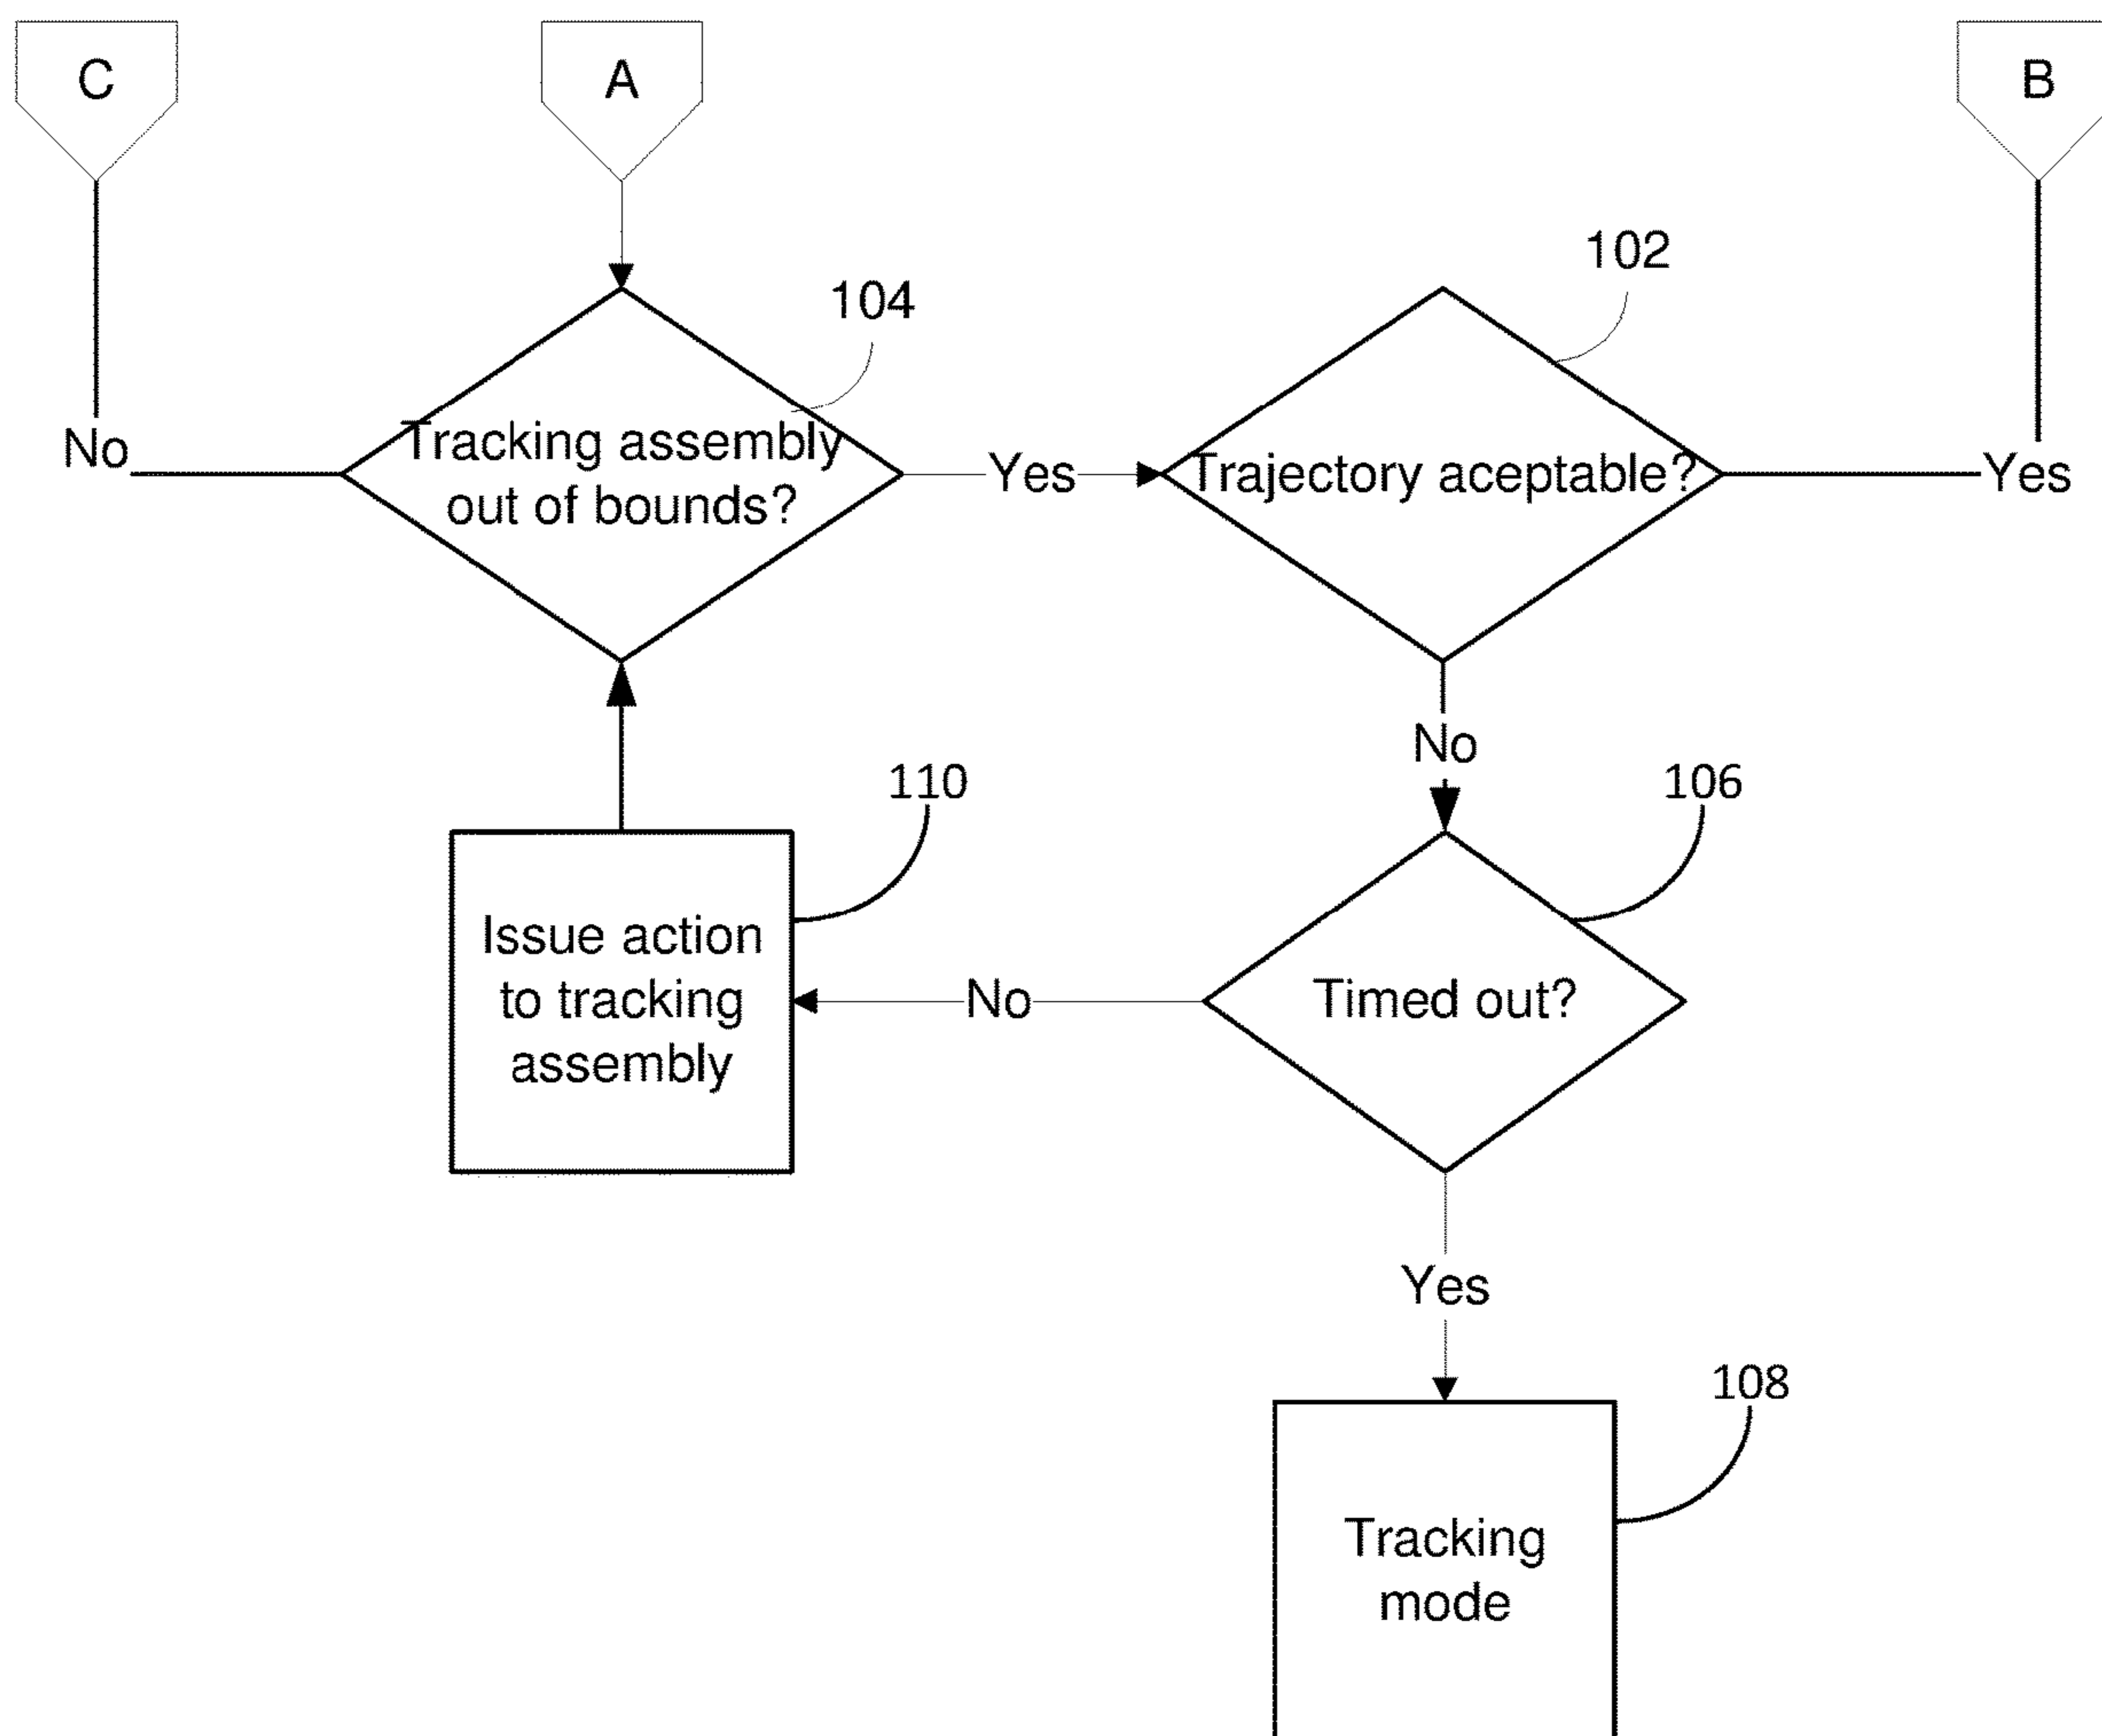 C
A
B
102
104
No
Tracking assembly
out of bounds?
Yes
Trajectory aceptable?
Yes
No
110
106
Issue action
to tracking
assembly
No
Timed out?
Yes
108
Tracking
mode